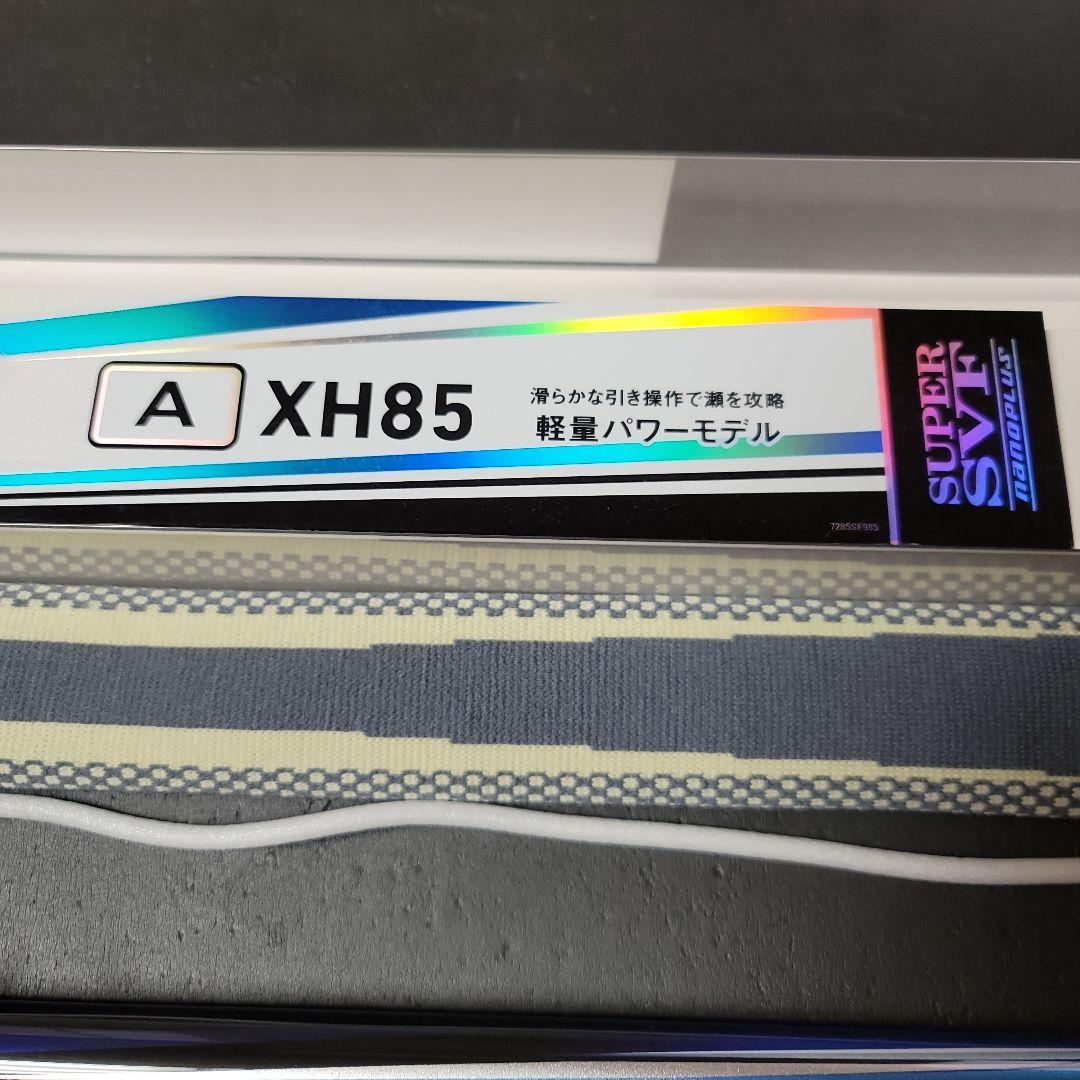 A XH85
滑らかな引き操作で瀬を攻略
軽量パワーモデル
SUPER
SVF
nanoplus
7285SF985